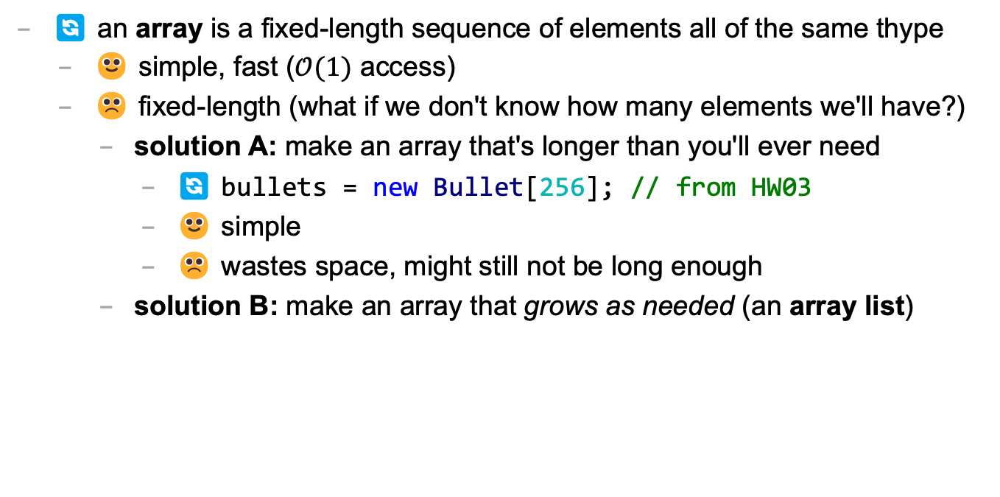 – 🔄 an array is a fixed-length sequence of elements all of the same thype
– 🙂 simple, fast (𝒪(1) access)
– 🙁 fixed-length (what if we don't know how many elements we'll have?)
– solution A: make an array that's longer than you'll ever need
– 🔄 bullets = new Bullet[256]; // from HW03
– 🙂 simple
– 🙁 wastes space, might still not be long enough
– solution B: make an array that grows as needed (an array list)